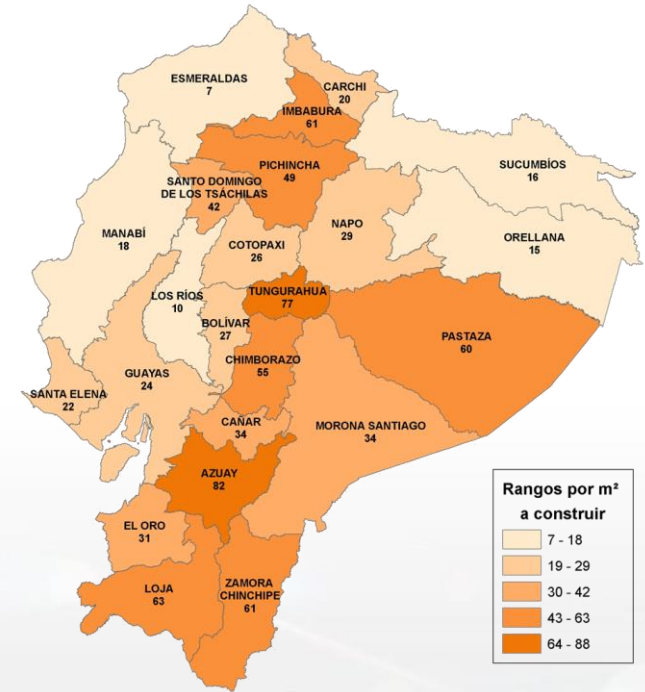 ESMERALDAS
7
CARCHI
20
IMBABURA
61
PICHINCHA
49
SUCUMBÍOS
16
SANTO DOMINGO
DE LOS TSÁCHILAS
42
NAPO
29
MANABÍ
18
COTOPAXI
26
ORELLANA
15
TUNGURAHUA
77
LOS RÍOS
10
BOLÍVAR
27
PASTAZA
60
CHIMBORAZO
55
GUAYAS
24
SANTA ELENA
22
CAÑAR
34
MORONA SANTIAGO
34
AZUAY
82
EL ORO
31
LOJA
63
ZAMORA
CHINCHIPE
61
Rangos por m²
a construir
7 - 18
19 - 29
30 - 42
43 - 63
64 - 88